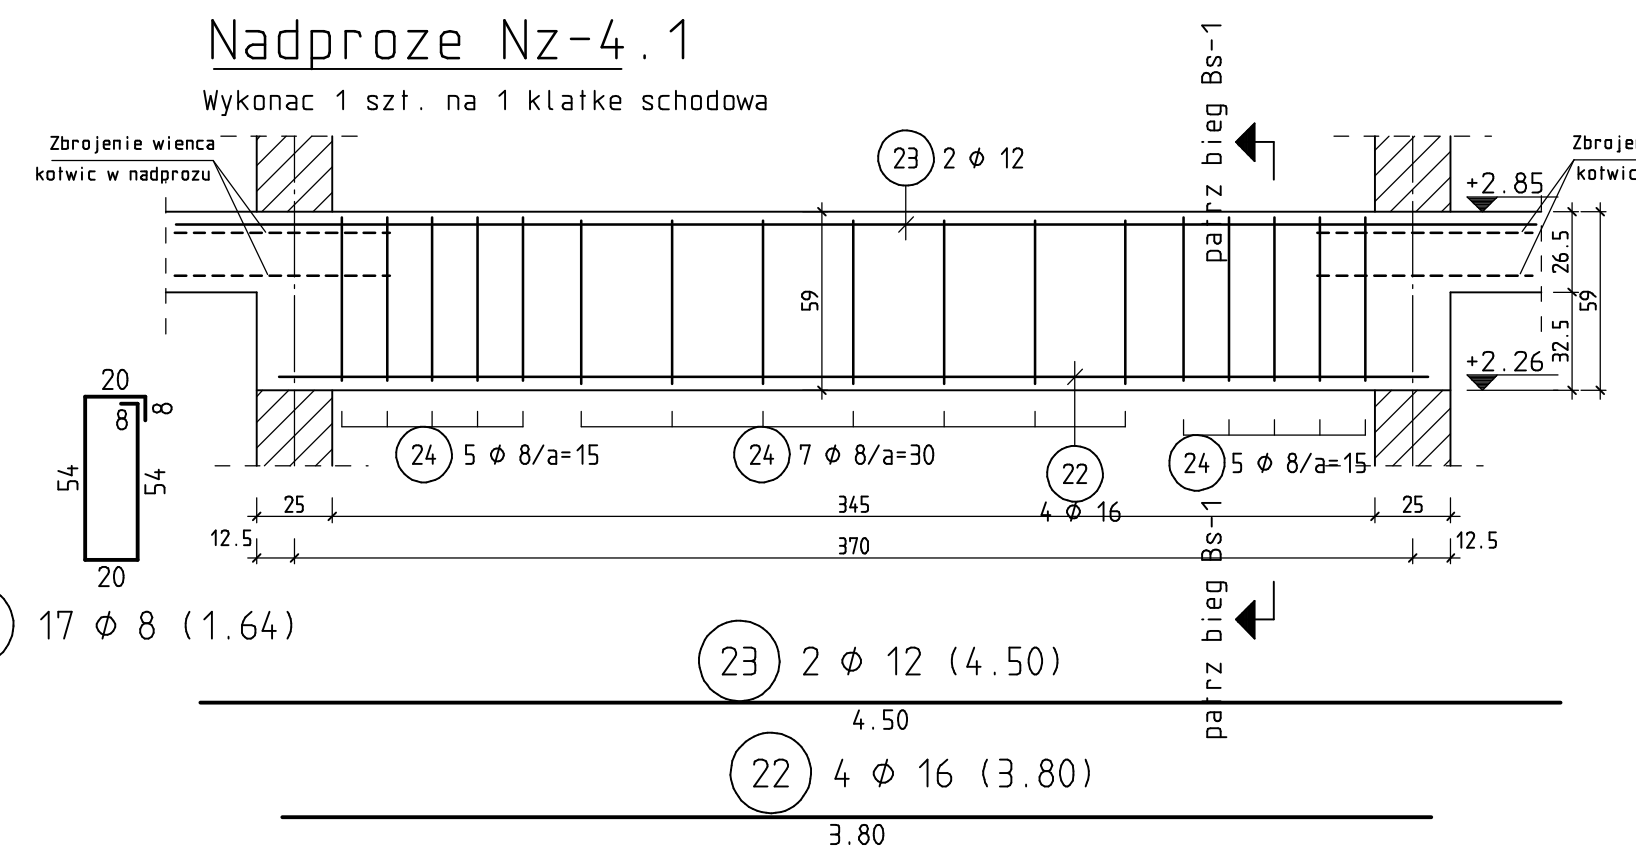 Nadproze Nz-4.1
Wykonac 1 szt. na 1 klatke schodowa
Zbrojenie wienca
kotwic w nadprozu
23 2 ϕ 12
patrz bieg Bs-1
Zbroje
kotwic
+2.85
26.5
59
59
32.5
+2.26
20
8
8
54
54
20
24 5 ϕ 8/a=15
24 7 ϕ 8/a=30
22
4 ϕ 16
24 5 ϕ 8/a=15
25
345
25
12.5
370
12.5
patrz bieg Bs-1
17 ϕ 8 (1.64)
23 2 ϕ 12 (4.50)
4.50
22 4 ϕ 16 (3.80)
3.80